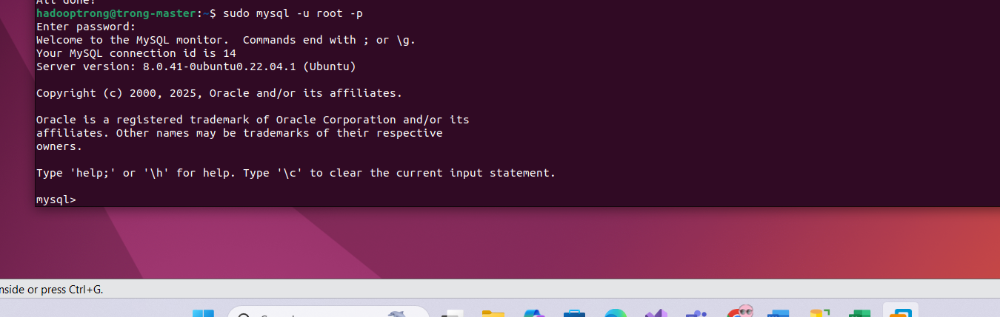 All done!
hadooptrong@trong-master:~$ sudo mysql -u root -p
Enter password:
Welcome to the MySQL monitor.  Commands end with ; or \g.
Your MySQL connection id is 14
Server version: 8.0.41-0ubuntu0.22.04.1 (Ubuntu)
Copyright (c) 2000, 2025, Oracle and/or its affiliates.
Oracle is a registered trademark of Oracle Corporation and/or its
affiliates. Other names may be trademarks of their respective
owners.
Type 'help;' or '\h' for help. Type '\c' to clear the current input statement.
mysql>
nside or press Ctrl+G.